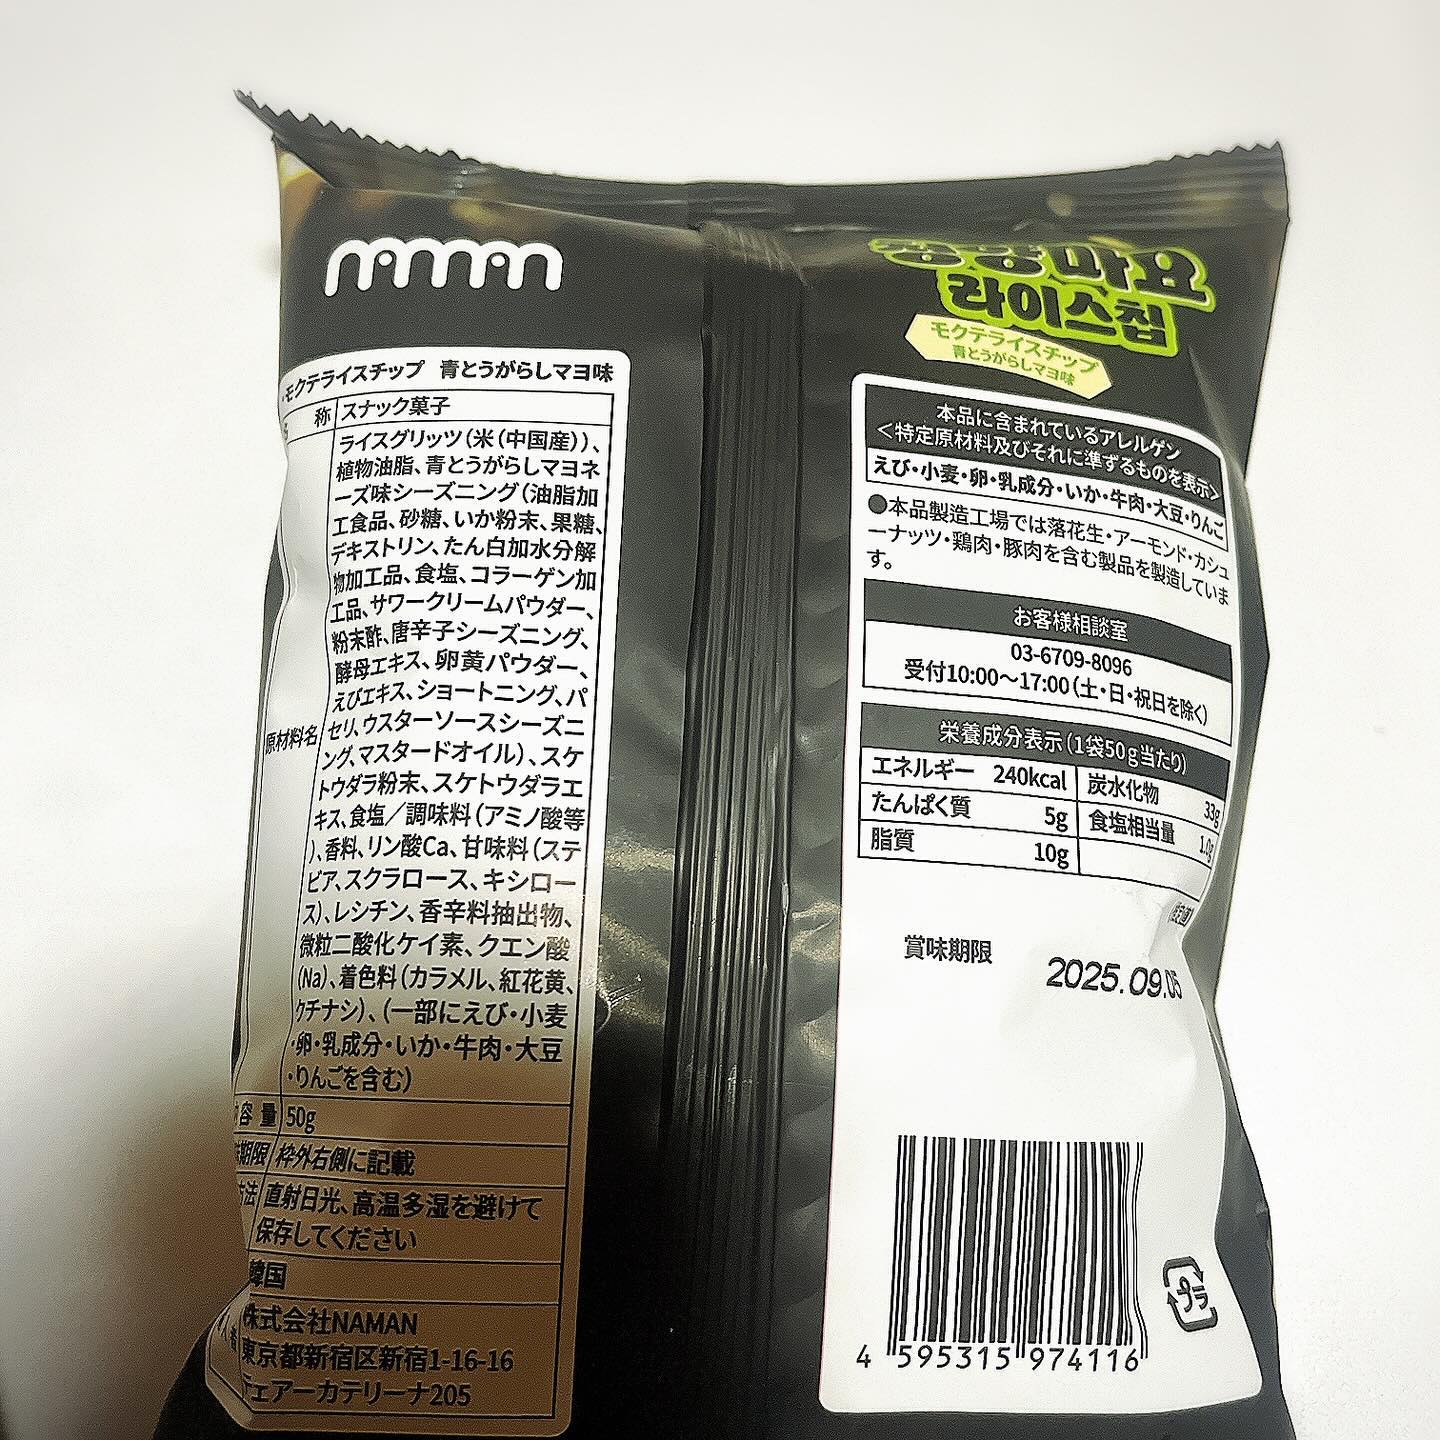 naman
モクテライスチップ 青とうがらしマヨ味
称 スナック菓子
原材料名
ライスグリッツ(米(中国産))、
植物油脂、青とうがらしマヨネ
ーズ味シーズニング(油脂加
工食品、砂糖、いか粉末、果糖、
デキストリン、たん白加水分解
物加工品、食塩、コラーゲン加
工品、サワークリームパウダー、
粉末酢、唐辛子シーズニング、
酵母エキス、卵黄パウダー、
えびエキス、ショートニング、パ
セリ、ウスターソースシーズニ
ング、マスタードオイル)、スケ
トウダラ粉末、スケトウダラエ
キス、食塩／調味料(アミノ酸等
)、香料、リン酸Ca、甘味料(ステ
ビア、スクラロース、キシロー
ス)、レシチン、香辛料抽出物、
微粒二酸化ケイ素、クエン酸
(Na)、着色料(カラメル、紅花黄、
クチナシ)、(一部にえび・小麦
・卵・乳成分・いか・牛肉・大豆
・りんごを含む)
容量 50g
期限 枠外右側に記載
方法 直射日光、高温多湿を避けて
保存してください
韓国
株式会社NAMAN
東京都新宿区新宿1-16-16
ェアーカテリーナ205
청양마요
라이스칩
モクテライスチップ
青とうがらしマヨ味
本品に含まれているアレルゲン
<特定原材料及びそれに準ずるものを表示>
えび・小麦・卵・乳成分・いか・牛肉・大豆・りんご
●本品製造工場では落花生・アーモンド・カシュ
ーナッツ・鶏肉・豚肉を含む製品を製造していま
す。
お客様相談室
03-6709-8096
受付10:00〜17:00(土・日・祝日を除く)
栄養成分表示(1袋50g当たり)
エネルギー 240kcal 炭水化物 33g
たんぱく質 5g 食塩相当量 1.0g
脂質 10g
賞味期限
2025.09.05
4 595315 974116
プラ